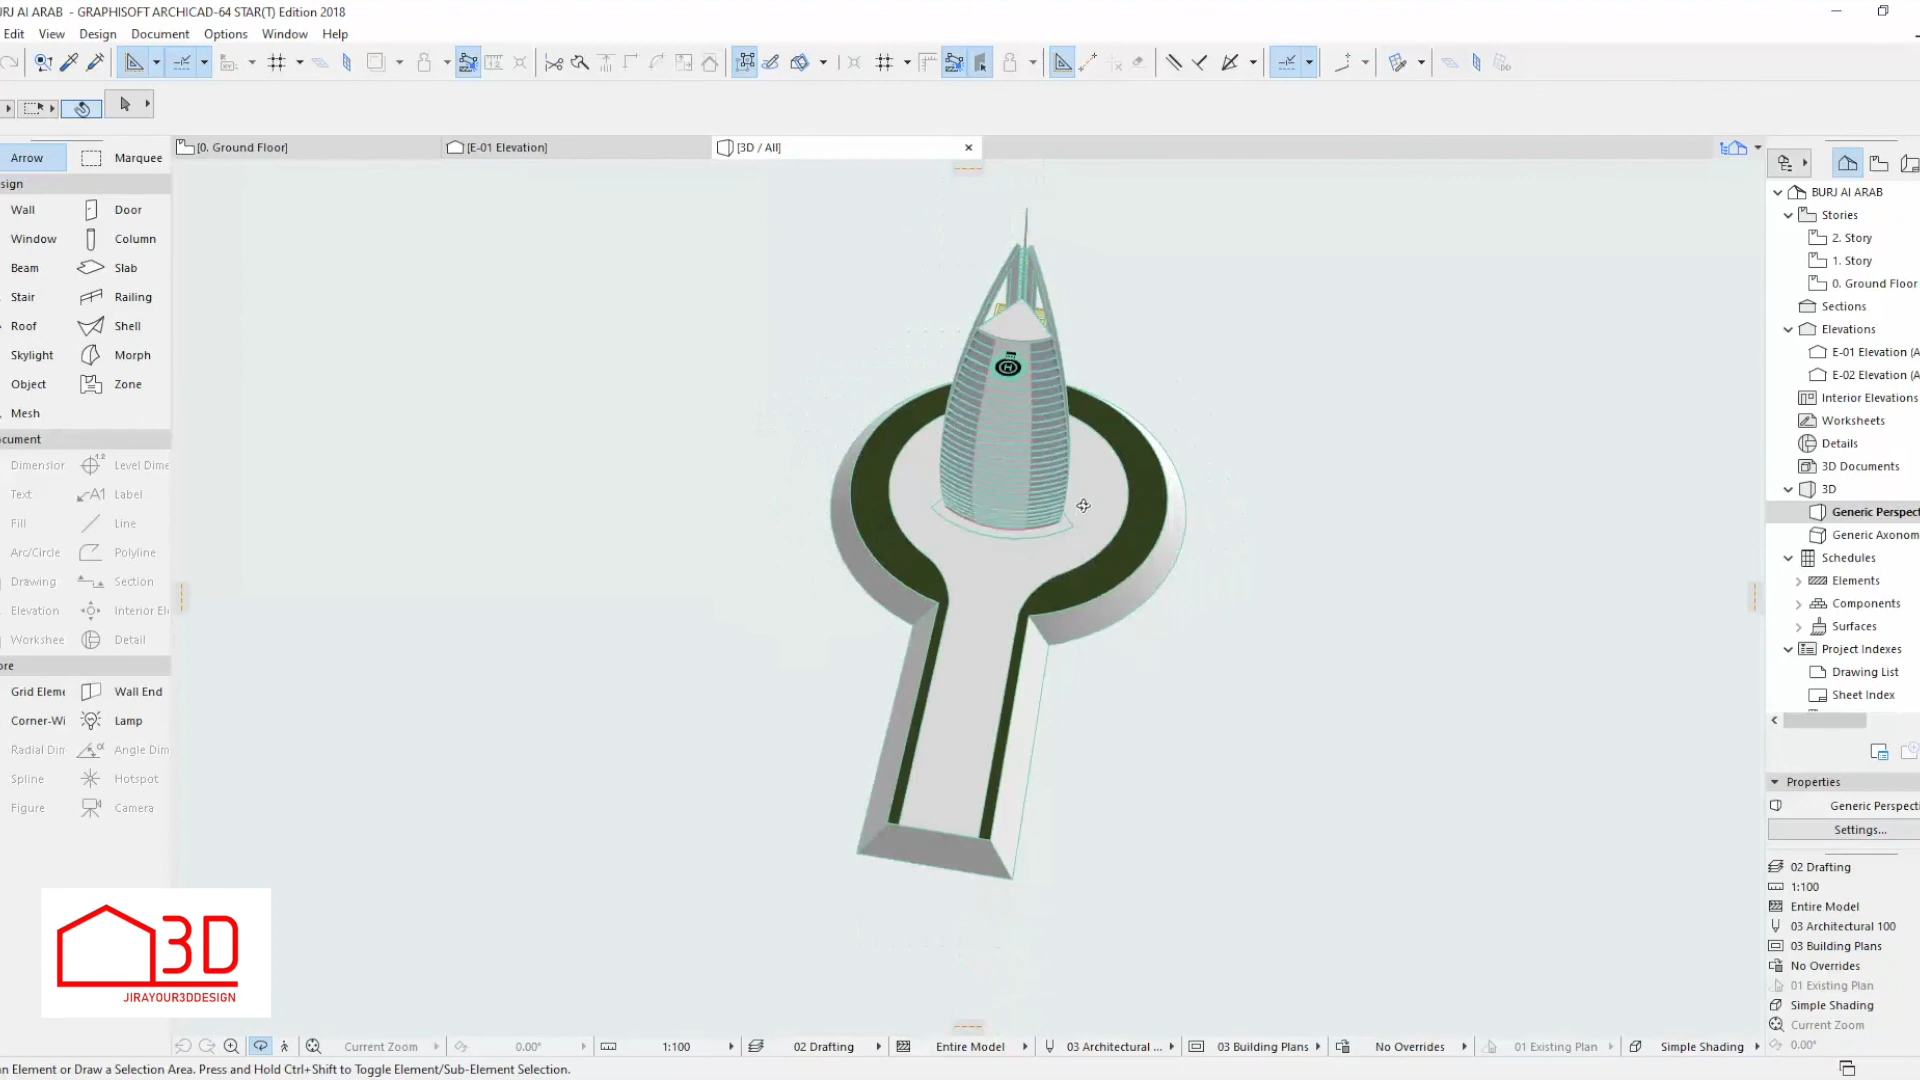 URJ Al ARAB - GRAPHISOFT ARCHICAD-64 STAR(T) Edition 2018
Edit View Design Document Options Window Help
[0. Ground Floor] [E-01 Elevation] [3D / All]
Arrow Marquee
sign
Wall Door
Window Column
Beam Slab
Stair Railing
Roof Shell
Skylight Morph
Object Zone
Mesh
cument
Dimension Level Dime
Text Label
Fill Line
Arc/Circle Polyline
Drawing Section
Elevation Interior El
Workshee Detail
ore
Grid Eleme Wall End
Corner-Wi Lamp
Radial Din Angle Dim
Spline Hotspot
Figure Camera
H
BURJ Al ARAB
Stories
2. Story
1. Story
0. Ground Floor
Sections
Elevations
E-01 Elevation (A
E-02 Elevation (A
Interior Elevations
Worksheets
Details
3D Documents
3D
Generic Perspect
Generic Axonom
Schedules
Elements
Components
Surfaces
Project Indexes
Drawing List
Sheet Index
Properties
Generic Perspecti
Settings...
02 Drafting
1:100
Entire Model
03 Architectural 100
03 Building Plans
No Overrides
01 Existing Plan
Simple Shading
Current Zoom
0.00°
3D
JIRAYOUR3DDESIGN
Current Zoom 0.00° 1:100 02 Drafting Entire Model 03 Architectural ... 03 Building Plans No Overrides 01 Existing Plan Simple Shading
n Element or Draw a Selection Area. Press and Hold Ctrl+Shift to Toggle Element/Sub-Element Selection.